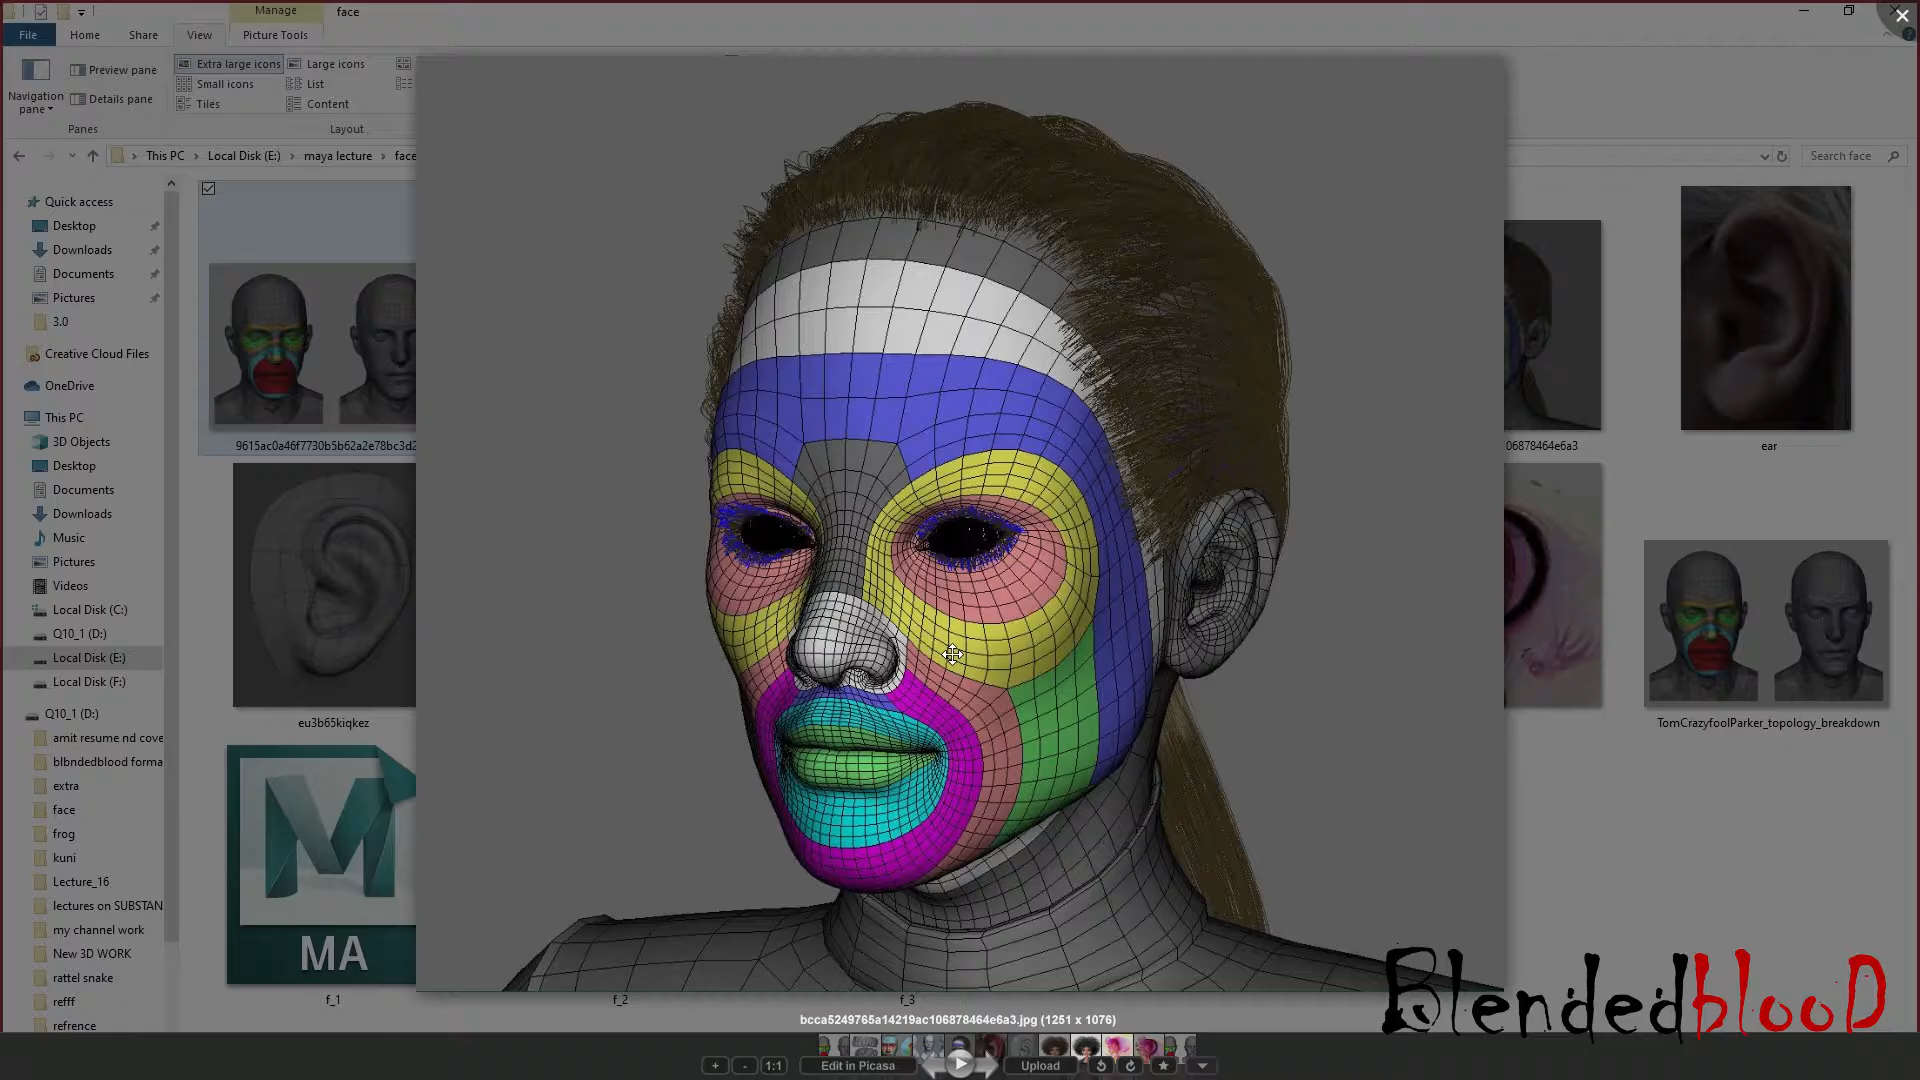 Manage
face
File
Home
Share
View
Picture Tools
Navigation pane
Preview pane
Details pane
Extra large icons
Large icons
Small icons
List
Tiles
Content
Panes
Layout
This PC
Local Disk (E:)
maya lecture
face
Search face
Quick access
Desktop
Downloads
Documents
Pictures
3.0
Creative Cloud Files
OneDrive
This PC
3D Objects
Desktop
Documents
Downloads
Music
Pictures
Videos
Local Disk (C:)
Q10_1 (D:)
Local Disk (E:)
Local Disk (F:)
Q10_1 (D:)
amit resume nd cove
blbndedblood forma
extra
face
frog
kuni
Lecture_16
lectures on SUBSTAN
my channel work
New 3D WORK
rattel snake
refff
refrence
9615ac0a46f7730b5b62a2e78bc3d2
06878464e6a3
ear
eu3b65kiqkez
TomCrazyfoolParker_topology_breakdown
MA
f_1
f_2
f_3
BlendedblooD
bcca5249765a14219ac106878464e6a3.jpg (1251 x 1076)
+
-
1:1
Edit in Picasa
Upload